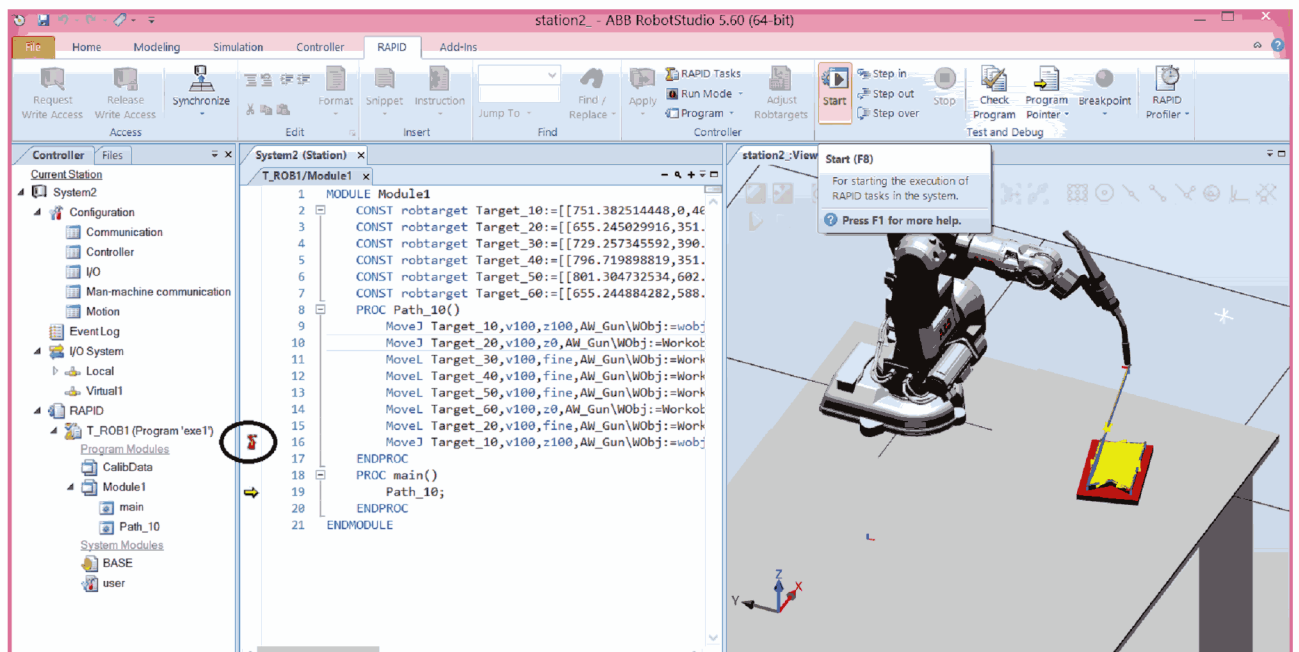 station2_ - ABB RobotStudio 5.60 (64-bit)
File Home Modeling Simulation Controller RAPID Add-Ins
Request Write Access
Release Write Access
Synchronize
Access
Format
Edit
Snippet
Instruction
Insert
Jump To
Find / Replace
Find
Apply
RAPID Tasks
Run Mode
Program
Adjust Robtargets
Controller
Start
Step in
Step out
Step over
Stop
Check Program
Program Pointer
Breakpoint
Test and Debug
RAPID Profiler
Controller Files
Current Station
System2
Configuration
Communication
Controller
I/O
Man-machine communication
Motion
Event Log
I/O System
Local
Virtual1
RAPID
T_ROB1 (Program 'exe1')
Program Modules
CalibData
Module1
main
Path_10
System Modules
BASE
user
System2 (Station)
T_ROB1/Module1
1 MODULE Module1
2 CONST robtarget Target_10:=[[751.382514448,0,40
3 CONST robtarget Target_20:=[[655.245029916,351.
4 CONST robtarget Target_30:=[[729.257345592,390.
5 CONST robtarget Target_40:=[[796.719898819,351.
6 CONST robtarget Target_50:=[[801.304732534,602.
7 CONST robtarget Target_60:=[[655.244884282,588.
8 PROC Path_10()
9 MoveJ Target_10,v100,z100,AW_Gun\WObj:=wobj
10 MoveJ Target_20,v100,z0,AW_Gun\WObj:=Workob
11 MoveL Target_30,v100,fine,AW_Gun\WObj:=Work
12 MoveL Target_40,v100,fine,AW_Gun\WObj:=Work
13 MoveL Target_50,v100,fine,AW_Gun\WObj:=Work
14 MoveL Target_60,v100,z0,AW_Gun\WObj:=Workob
15 MoveL Target_20,v100,fine,AW_Gun\WObj:=Work
16 MoveJ Target_10,v100,z100,AW_Gun\WObj:=wobj
17 ENDPROC
18 PROC main()
19 Path_10;
20 ENDPROC
21 ENDMODULE
station2_:View
Start (F8)
For starting the execution of
RAPID tasks in the system.
Press F1 for more help.
Z
X
Y